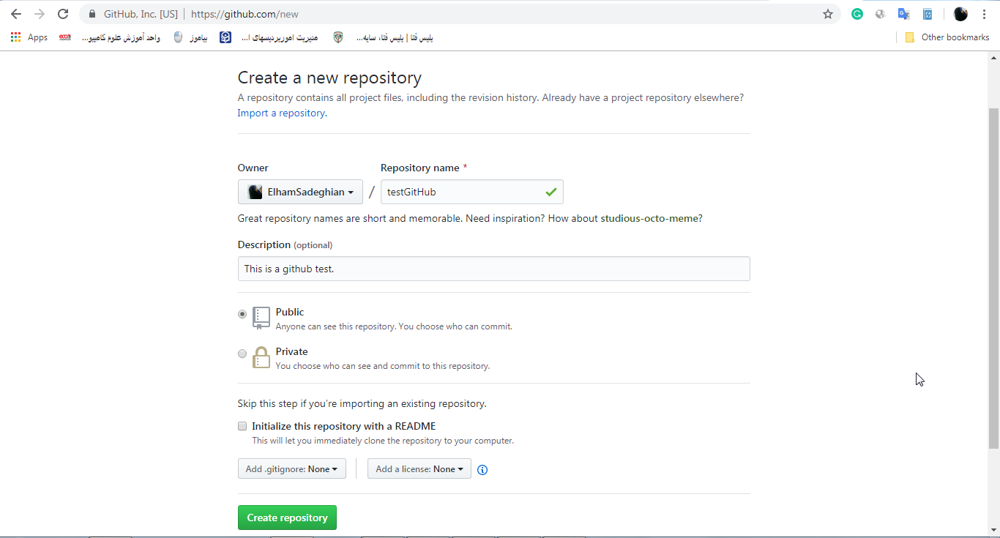 GitHub, Inc. [US] | https://github.com/new
Apps واحد آموزش علوم کامپیو... بیاموز مدیریت امورپردیسهای ا... پلیس فتا | پلیس فتا، سایه... Other bookmarks
Create a new repository
A repository contains all project files, including the revision history. Already have a project repository elsewhere?
Import a repository.
Owner Repository name *
ElhamSadeghian / testGitHub
Great repository names are short and memorable. Need inspiration? How about studious-octo-meme?
Description (optional)
This is a github test.
Public
Anyone can see this repository. You choose who can commit.
Private
You choose who can see and commit to this repository.
Skip this step if you’re importing an existing repository.
Initialize this repository with a README
This will let you immediately clone the repository to your computer.
Add .gitignore: None Add a license: None
Create repository